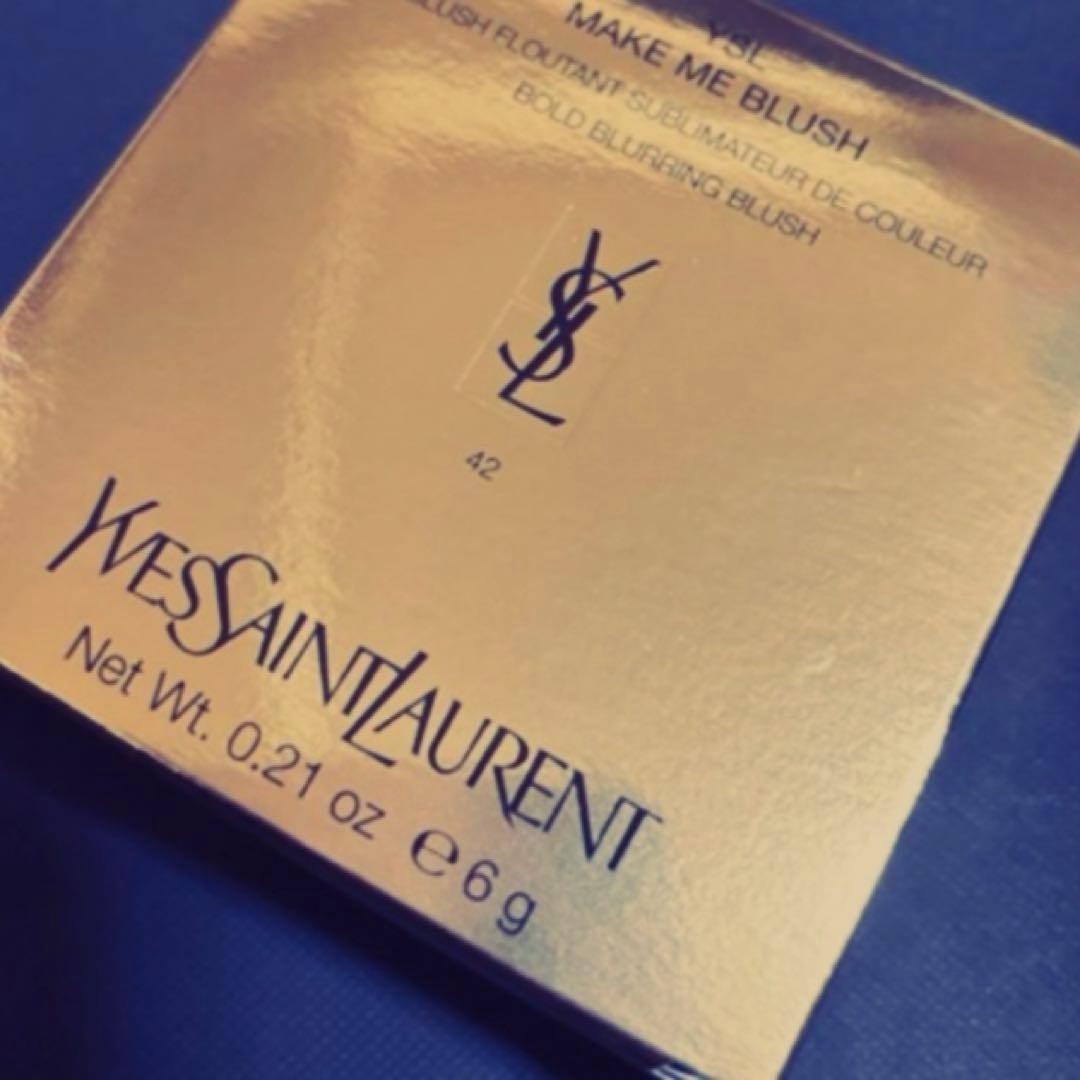 YSL
MAKE ME BLUSH
BLUSH FLOUTANT SUBLIMATEUR DE COULEUR
BOLD BLURRING BLUSH
YSL
42
YVESSAINTLAURENT
Net Wt. 0.21 oz ℮ 6 g